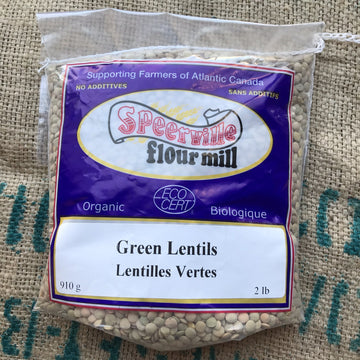 Supporting Farmers of Atlantic Canada
NO ADDITIVES SANS ADDITIFS
Speerville
flour mill
ECO
CERT
Organic Biologique
Green Lentils
Lentilles Vertes
910 g 2 lb